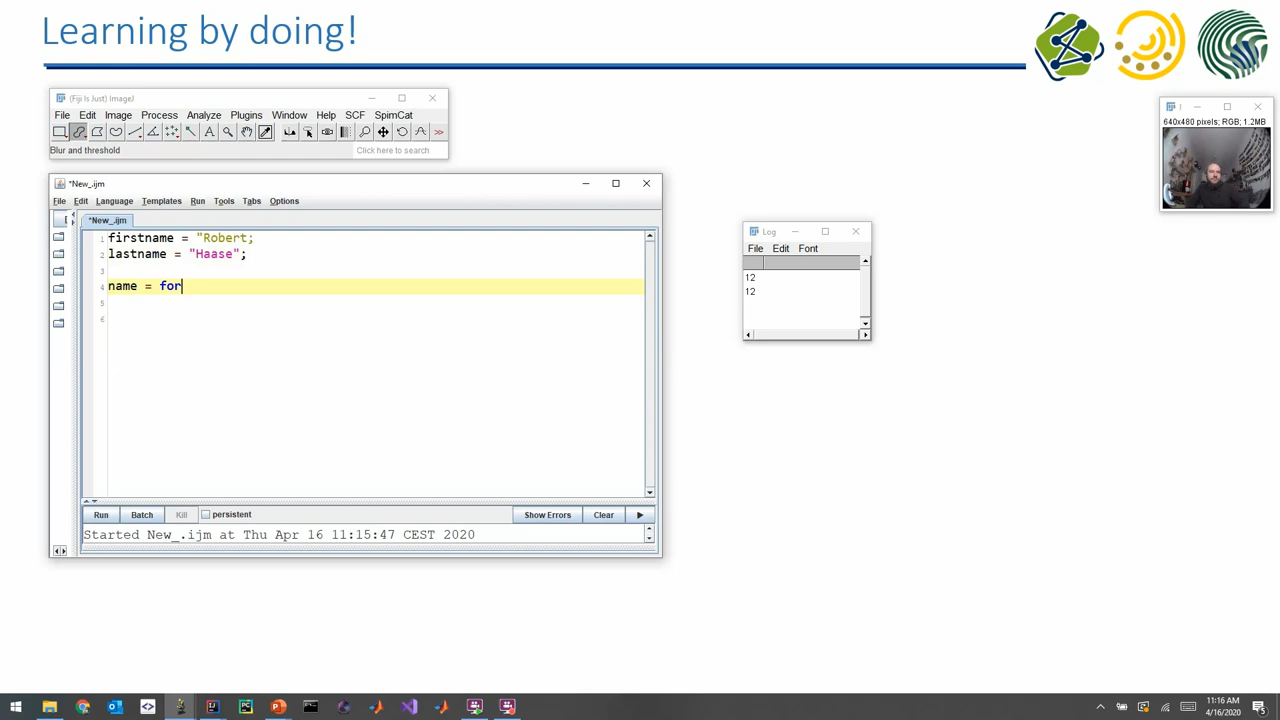 Learning by doing!
(Fiji Is Just) ImageJ
File Edit Image Process Analyze Plugins Window Help SCF SpimCat
A >>
Blur and threshold Click here to search
640x480 pixels; RGB; 1.2MB
*New_.ijm
File Edit Language Templates Run Tools Tabs Options
*New_.ijm
1 firstname = "Robert;
2 lastname = "Haase";
3
4 name = for
5
6
Run Batch Kill persistent Show Errors Clear
Started New_.ijm at Thu Apr 16 11:15:47 CEST 2020
Log
File Edit Font
12
12
11:16 AM
4/16/2020